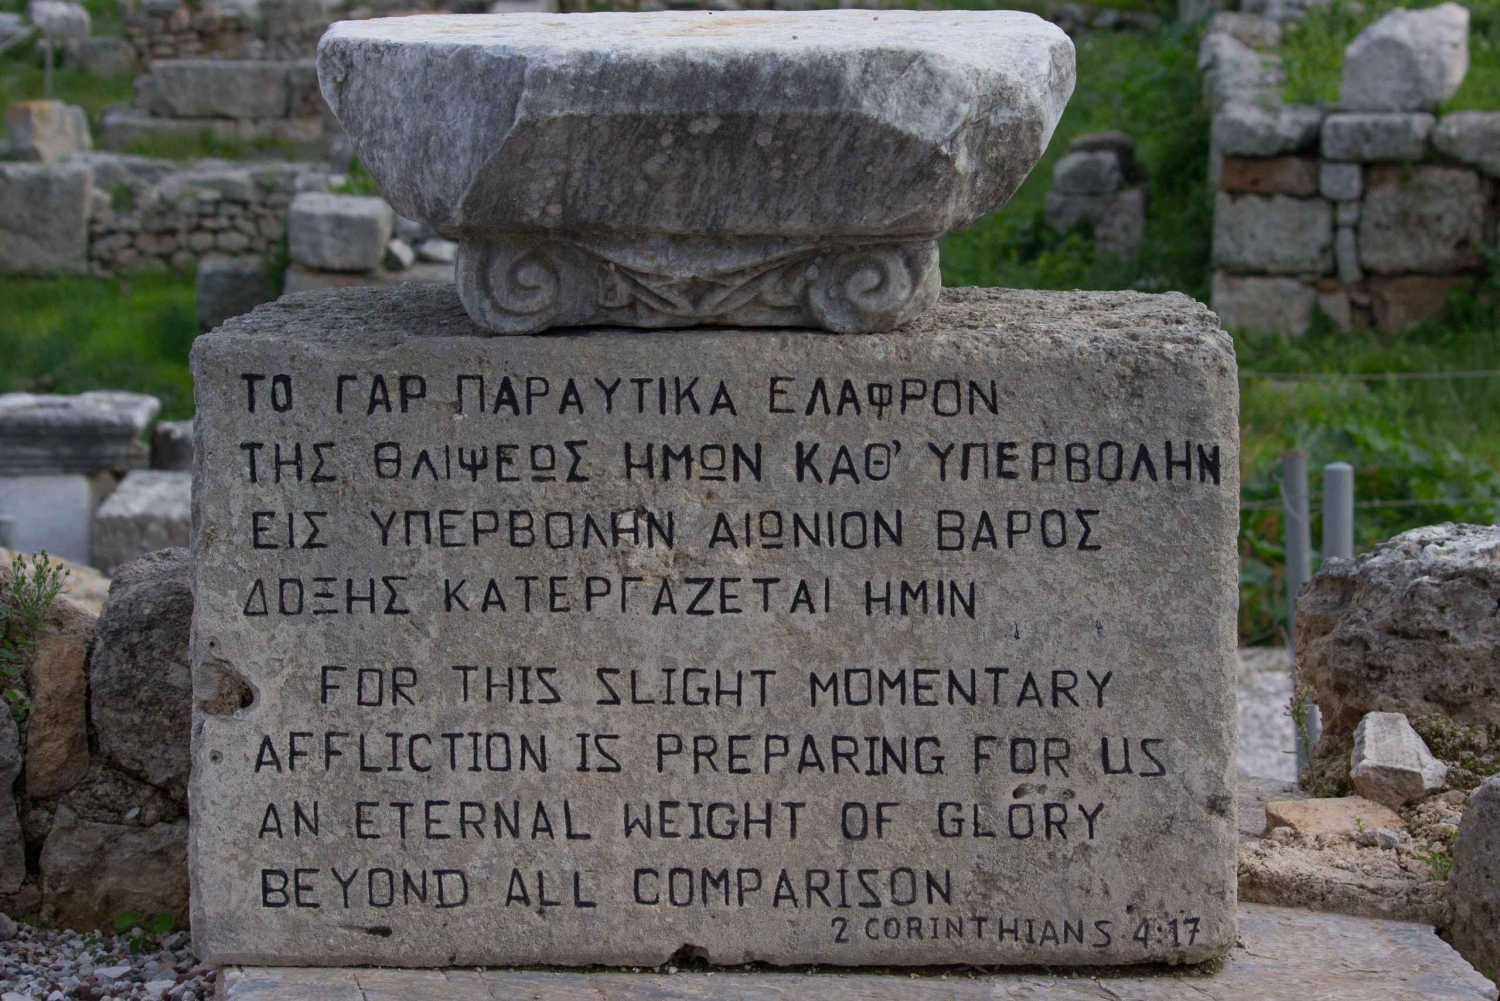 ΤΟ ΓΑΡ ΠΑΡΑΥΤΙΚΑ ΕΛΑΦΡΟΝ
ΤΗΣ ΘΛΙΨΕΩΣ ΗΜΩΝ ΚΑΘ' ΥΠΕΡΒΟΛΗΝ
ΕΙΣ ΥΠΕΡΒΟΛΗΝ ΑΙΩΝΙΟΝ ΒΑΡΟΣ
ΔΟΞΗΣ ΚΑΤΕΡΓΑΖΕΤΑΙ ΗΜΙΝ
FOR THIS SLIGHT MOMENTARY
AFFLICTION IS PREPARING FOR US
AN ETERNAL WEIGHT OF GLORY
BEYOND ALL COMPARISON
2 CORINTHIANS 4:17